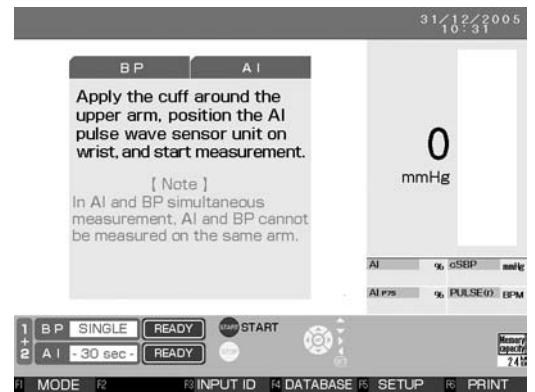 31/12/2005
10:31
BP AI
Apply the cuff around the
upper arm, position the AI
pulse wave sensor unit on
wrist, and start measurement.
[ Note ]
In AI and BP simultaneous
measurement, AI and BP cannot
be measured on the same arm.
0
mmHg
AI % cSBP mmHg
AI P75 % PULSE(r) BPM
1 BP SINGLE READY START START
+
2 AI - 30 sec - READY STOP
Memory
capacity
24
F1 MODE F2 F3 INPUT ID F4 DATABASE F5 SETUP F6 PRINT